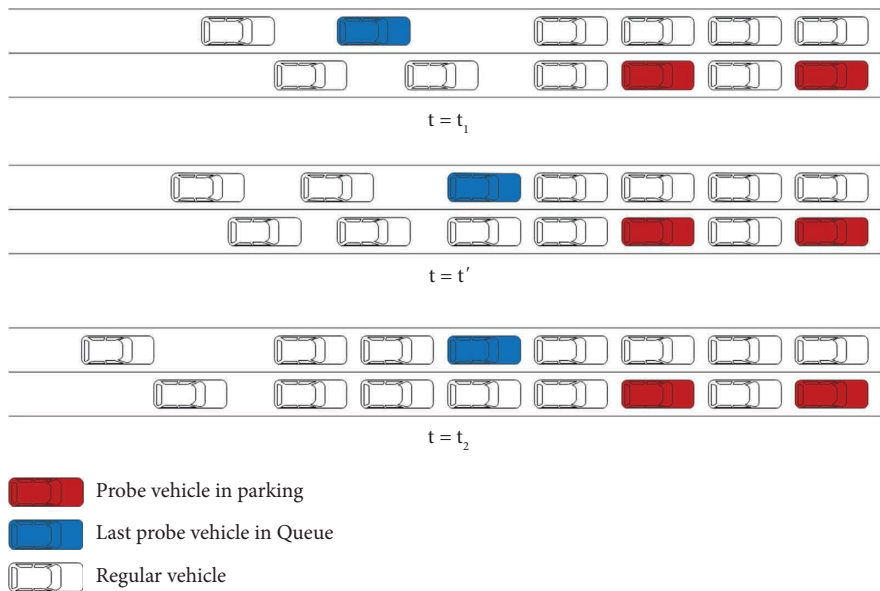 t = t₁
t = t′
t = t₂
Probe vehicle in parking
Last probe vehicle in Queue
Regular vehicle